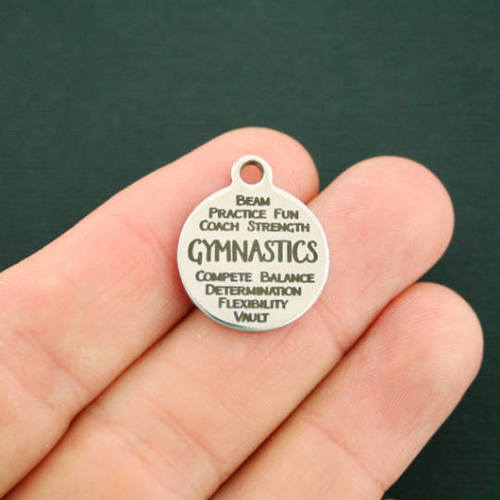 BEAM
PRACTICE FUN
COACH STRENGTH
GYMNASTICS
COMPETE BALANCE
DETERMINATION
FLEXIBILITY
VAULT